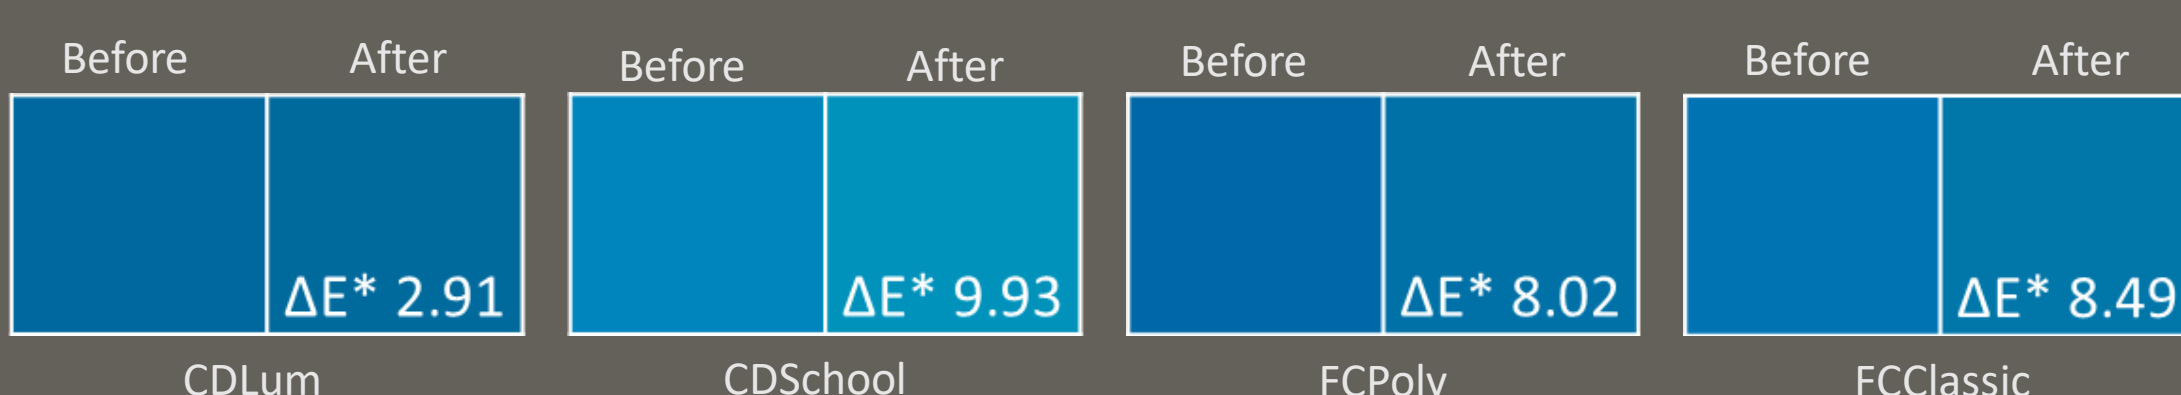 Before After Before After Before After Before After
ΔE* 2.91 ΔE* 9.93 ΔE* 8.02 ΔE* 8.49
CDLum CDSchool FCPoly FCClassic